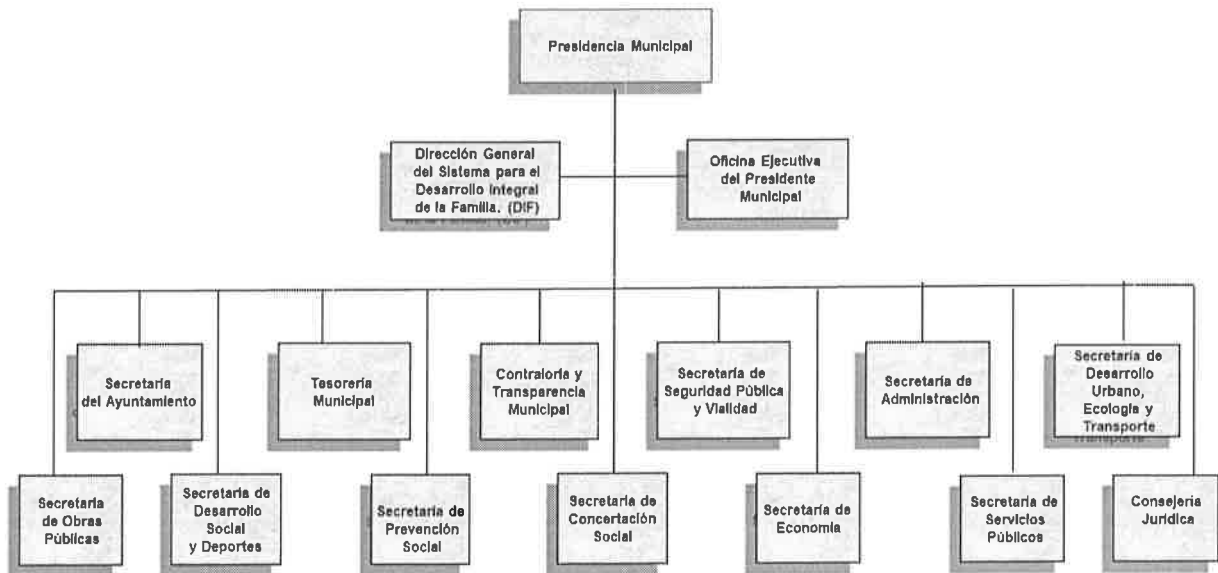 Presidencia Municipal
Dirección General
del Sistema para el
Desarrollo Integral
de la Familia. (DIF)
Oficina Ejecutiva
del Presidente
Municipal
Secretaría
del Ayuntamiento
Tesorería
Municipal
Contraloría y
Transparencia
Municipal
Secretaría de
Seguridad Pública
y Vialidad
Secretaría de
Administración
Secretaría de
Desarrollo
Urbano,
Ecología y
Transporte
Transporte.
Secretaría
de Obras
Públicas
Secretaría de
Desarrollo
Social
y Deportes
Secretaría de
Prevención
Social
Secretaría de
Concertación
Social
Secretaría de
Economía
Secretaría de
Servicios
Públicos
Consejería
Jurídica